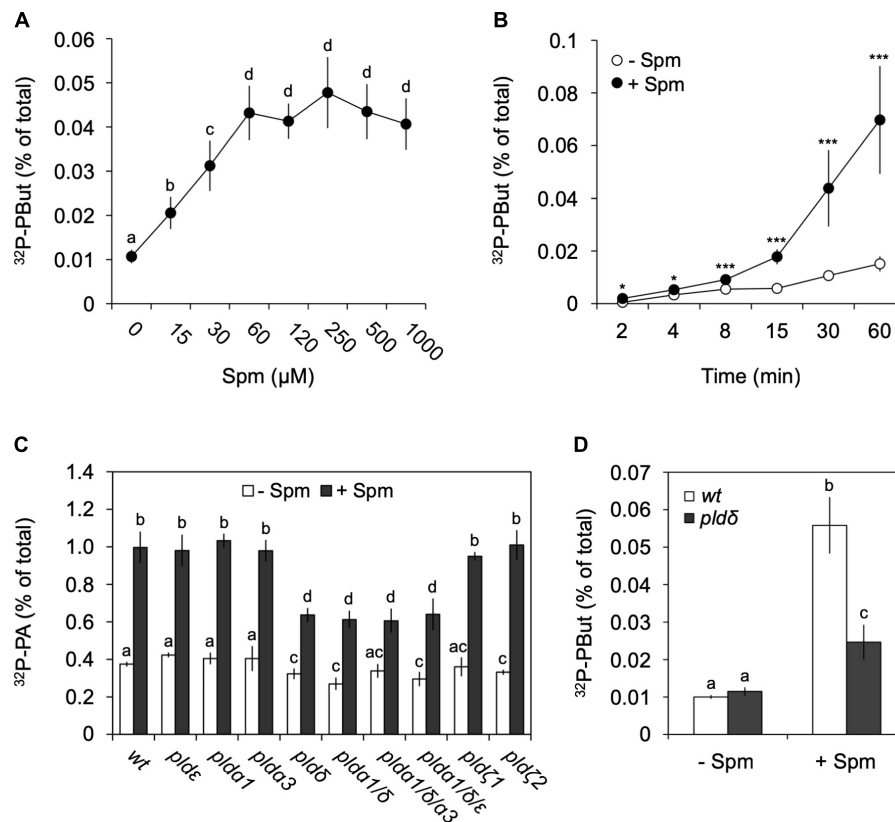 A
³²P-PBut (% of total)
0.06
0.05
0.04
0.03
0.02
0.01
0
a
b
c
d
d
d
d
d
0
15
30
60
120
250
500
1000
Spm (µM)
B
³²P-PBut (% of total)
0.1
0.08
0.06
0.04
0.02
0
- Spm
+ Spm
*
*
***
***
***
***
2
4
8
15
30
60
Time (min)
C
³²P-PA (% of total)
1.4
1.2
1.0
0.8
0.6
0.4
0.2
0
- Spm
+ Spm
a
b
a
b
a
b
a
b
c
d
c
d
ac
d
c
d
ac
b
c
b
wt
pldε
pldα1
pldα3
pldδ
pldα1/δ
pldα1/δ/α3
pldα1/δ/ε
pldζ1
pldζ2
D
³²P-PBut (% of total)
0.07
0.06
0.05
0.04
0.03
0.02
0.01
0
wt
pldδ
a
a
b
c
- Spm
+ Spm